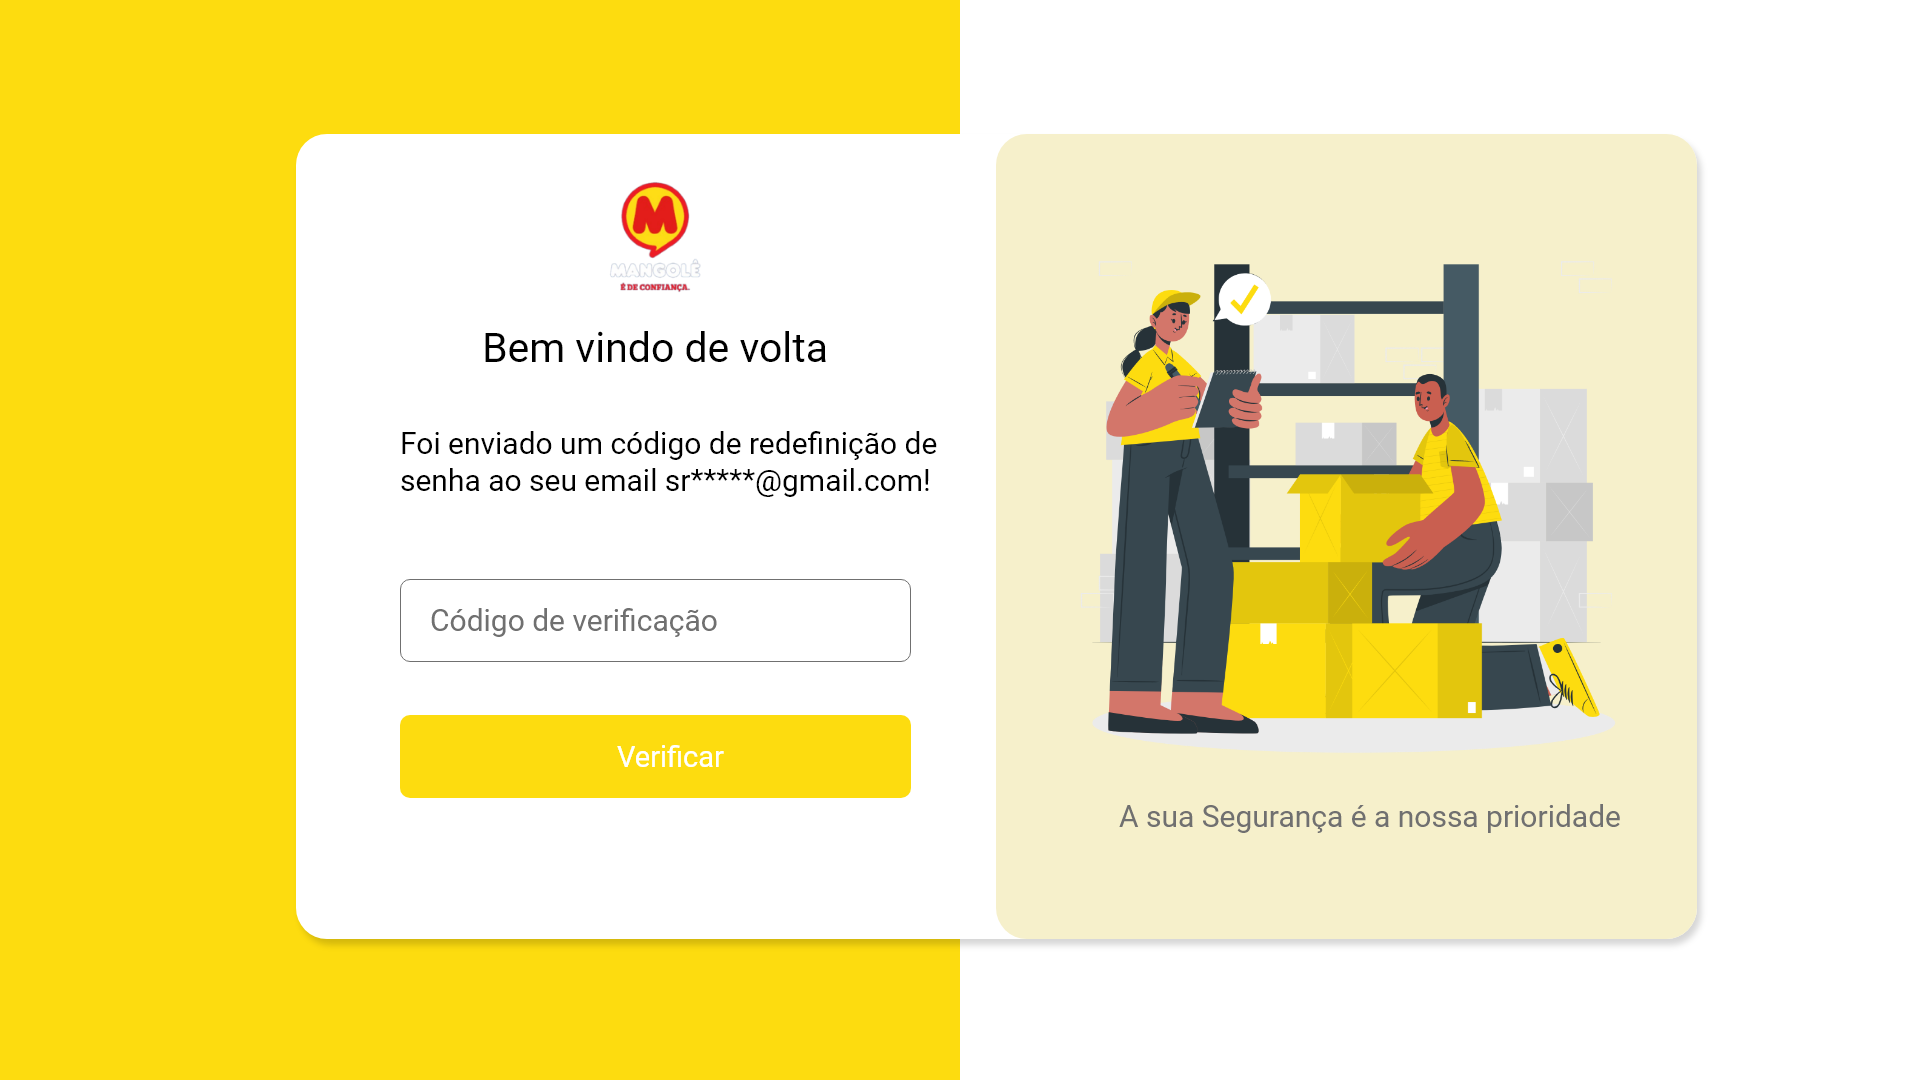 MANGOLÊ
É DE CONFIANÇA.
Bem vindo de volta
Foi enviado um código de redefinição de
senha ao seu email sr*****@gmail.com!
Código de verificação
Verificar
A sua Segurança é a nossa prioridade